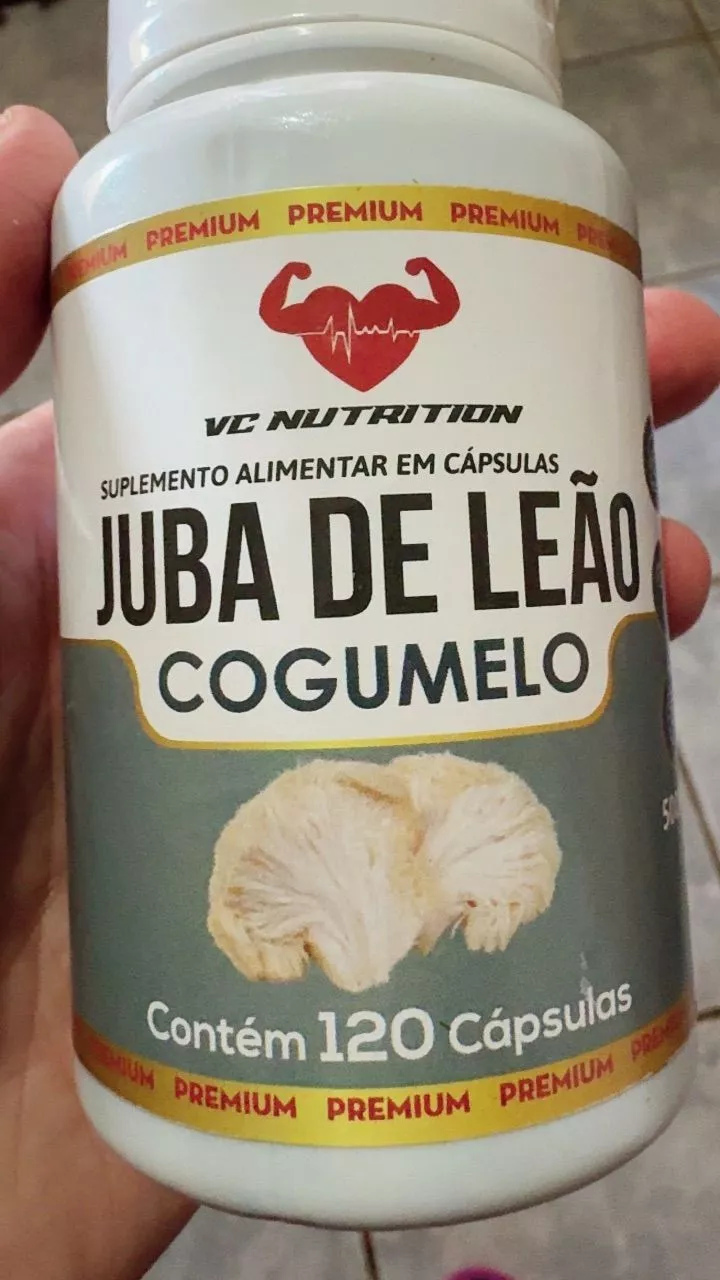 PREMIUM PREMIUM PREMIUM
VC NUTRITION
SUPLEMENTO ALIMENTAR EM CÁPSULAS
JUBA DE LEÃO
COGUMELO
Contém 120 Cápsulas
PREMIUM PREMIUM PREMIUM